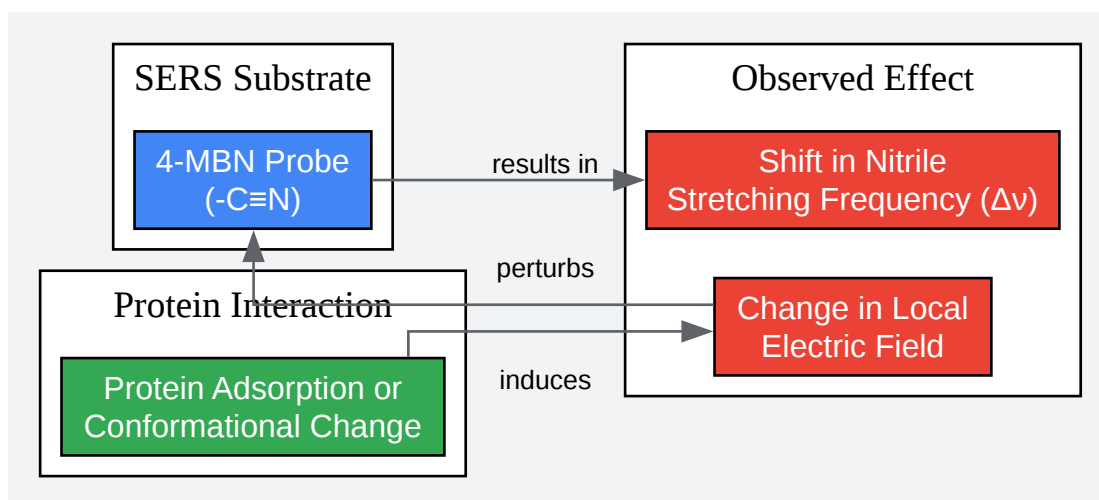 SERS Substrate
4-MBN Probe
(-C≡N)
results in
Observed Effect
Shift in Nitrile
Stretching Frequency (Δν)
perturbs
Change in Local
Electric Field
Protein Interaction
Protein Adsorption or
Conformational Change
induces